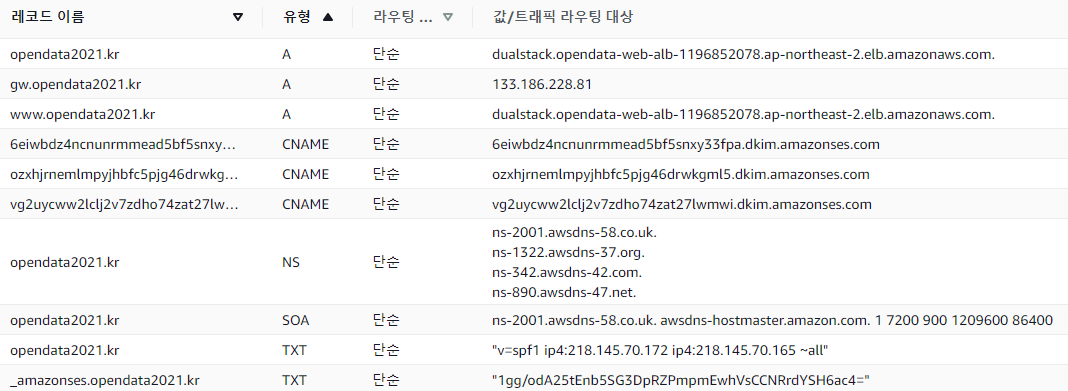 레코드 이름 유형 라우팅 ... 값/트래픽 라우팅 대상
opendata2021.kr A 단순 dualstack.opendata-web-alb-1196852078.ap-northeast-2.elb.amazonaws.com.
gw.opendata2021.kr A 단순 133.186.228.81
www.opendata2021.kr A 단순 dualstack.opendata-web-alb-1196852078.ap-northeast-2.elb.amazonaws.com.
6eiwbdz4ncnunrmmead5bf5snxy... CNAME 단순 6eiwbdz4ncnunrmmead5bf5snxy33fpa.dkim.amazonses.com
ozxhjrnemlmpyjhbfc5pjg46drwkg... CNAME 단순 ozxhjrnemlmpyjhbfc5pjg46drwkgml5.dkim.amazonses.com
vg2uycww2lclj2v7zdho74zat27lw... CNAME 단순 vg2uycww2lclj2v7zdho74zat27lwmwi.dkim.amazonses.com
opendata2021.kr NS 단순 ns-2001.awsdns-58.co.uk.
ns-1322.awsdns-37.org.
ns-342.awsdns-42.com.
ns-890.awsdns-47.net.
opendata2021.kr SOA 단순 ns-2001.awsdns-58.co.uk. awsdns-hostmaster.amazon.com. 1 7200 900 1209600 86400
opendata2021.kr TXT 단순 "v=spf1 ip4:218.145.70.172 ip4:218.145.70.165 ~all"
_amazonses.opendata2021.kr TXT 단순 "1gg/odA25tEnb5SG3DpRZPmpmEwhVsCCNRrdYSH6ac4="